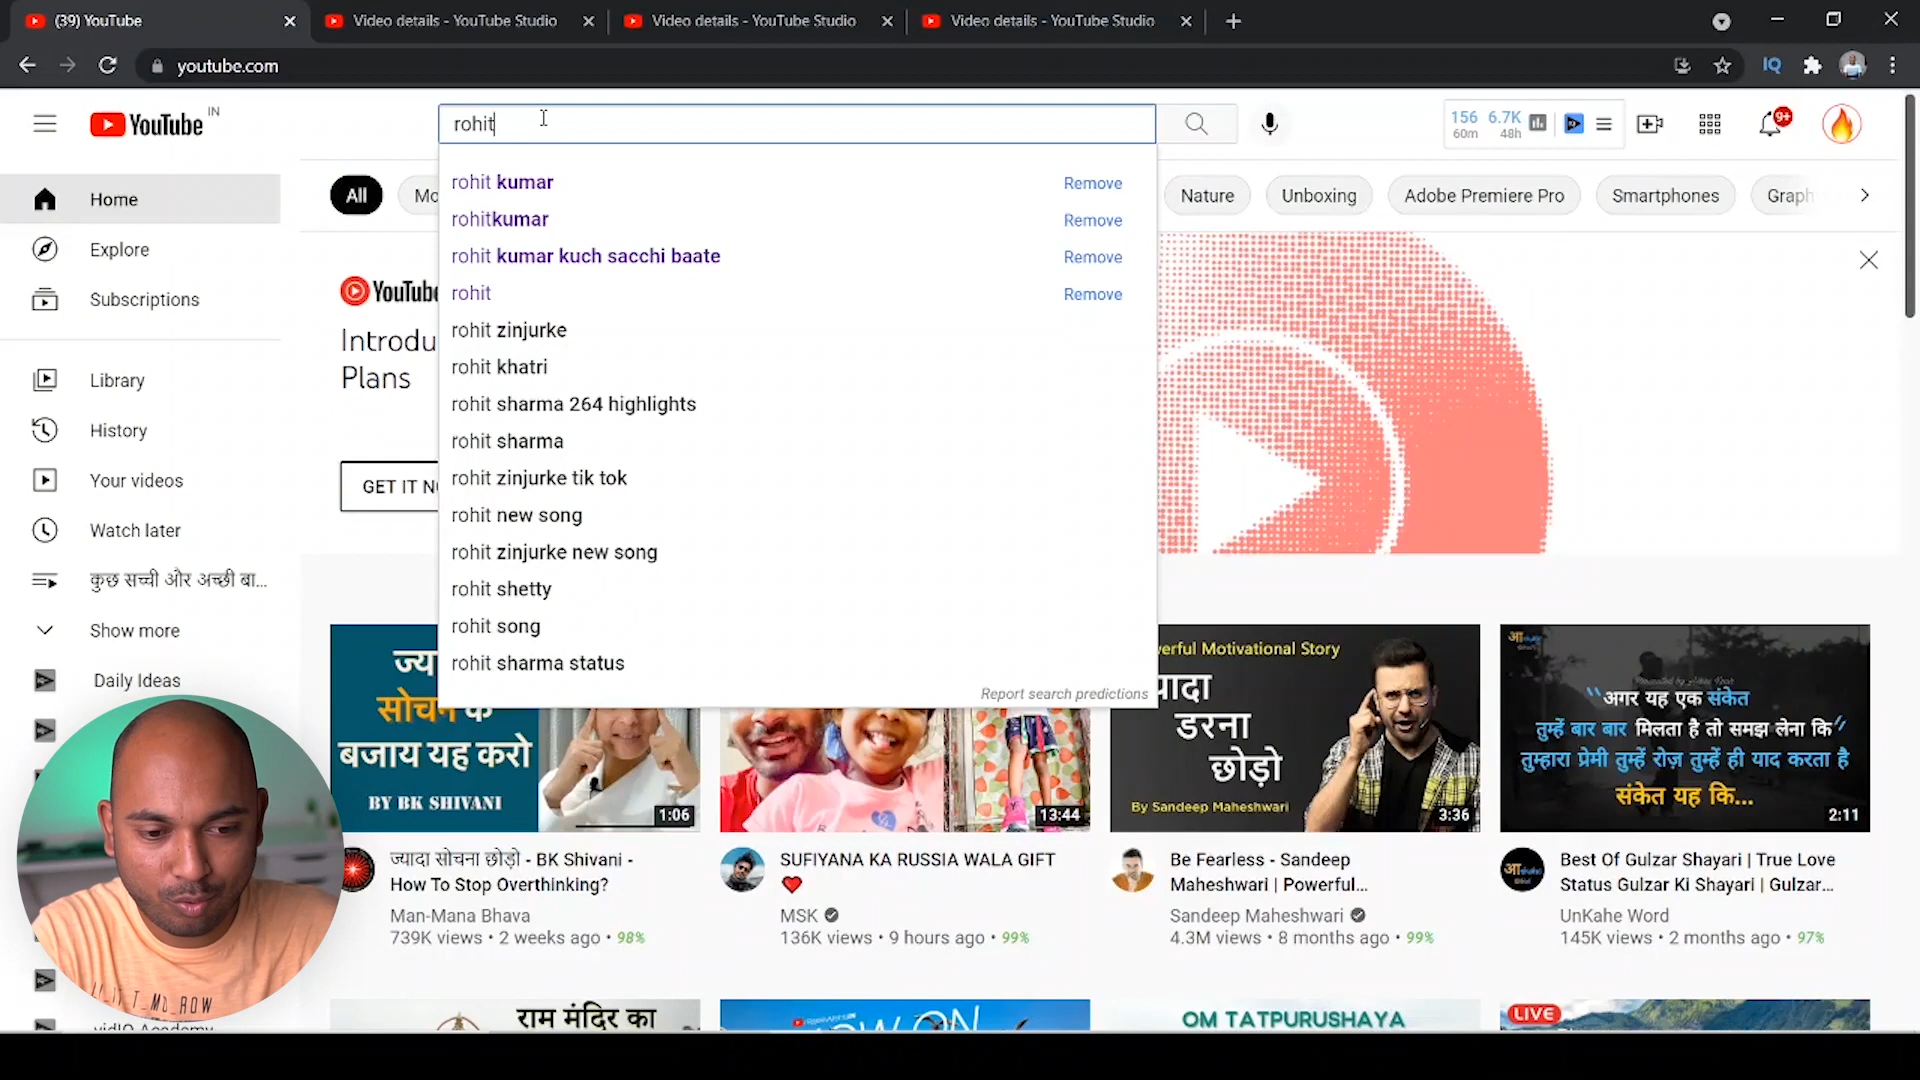 (39) YouTube
Video details - YouTube Studio
Video details - YouTube Studio
Video details - YouTube Studio
youtube.com
IQ
YouTube IN
rohit
156 6.7K
60m 48h
9+
Home
Explore
Subscriptions
Library
History
Your videos
Watch later
कुछ सच्ची और अच्छी बा...
Show more
Daily Ideas
All
Mo
Nature
Unboxing
Adobe Premiere Pro
Smartphones
Graph
rohit kumar Remove
rohitkumar Remove
rohit kumar kuch sacchi baate Remove
rohit Remove
rohit zinjurke
rohit khatri
rohit sharma 264 highlights
rohit sharma
rohit zinjurke tik tok
rohit new song
rohit zinjurke new song
rohit shetty
rohit song
rohit sharma status
Report search predictions
YouTube
Introdu
Plans
GET IT N
ज्य
सोचन के
बजाय यह करो
BY BK SHIVANI
1:06
ज्यादा सोचना छोड़ो - BK Shivani -
How To Stop Overthinking?
Man-Mana Bhava
739K views • 2 weeks ago • 98%
13:44
SUFIYANA KA RUSSIA WALA GIFT
MSK
136K views • 9 hours ago • 99%
erful Motivational Story
यादा
डरना
छोड़ो
By Sandeep Maheshwari
3:36
Be Fearless - Sandeep
Maheshwari | Powerful...
Sandeep Maheshwari
4.3M views • 8 months ago • 99%
अगर यह एक संकेत
तुम्हें बार बार मिलता है तो समझ लेना कि
तुम्हारा प्रेमी तुम्हें रोज़ तुम्हें ही याद करता है
संकेत यह कि...
2:11
Best Of Gulzar Shayari | True Love
Status Gulzar Ki Shayari | Gulzar...
UnKahe Word
145K views • 2 months ago • 97%
राम मंदिर का
OM TATPURUSHAYA
LIVE
vidIQ Academy